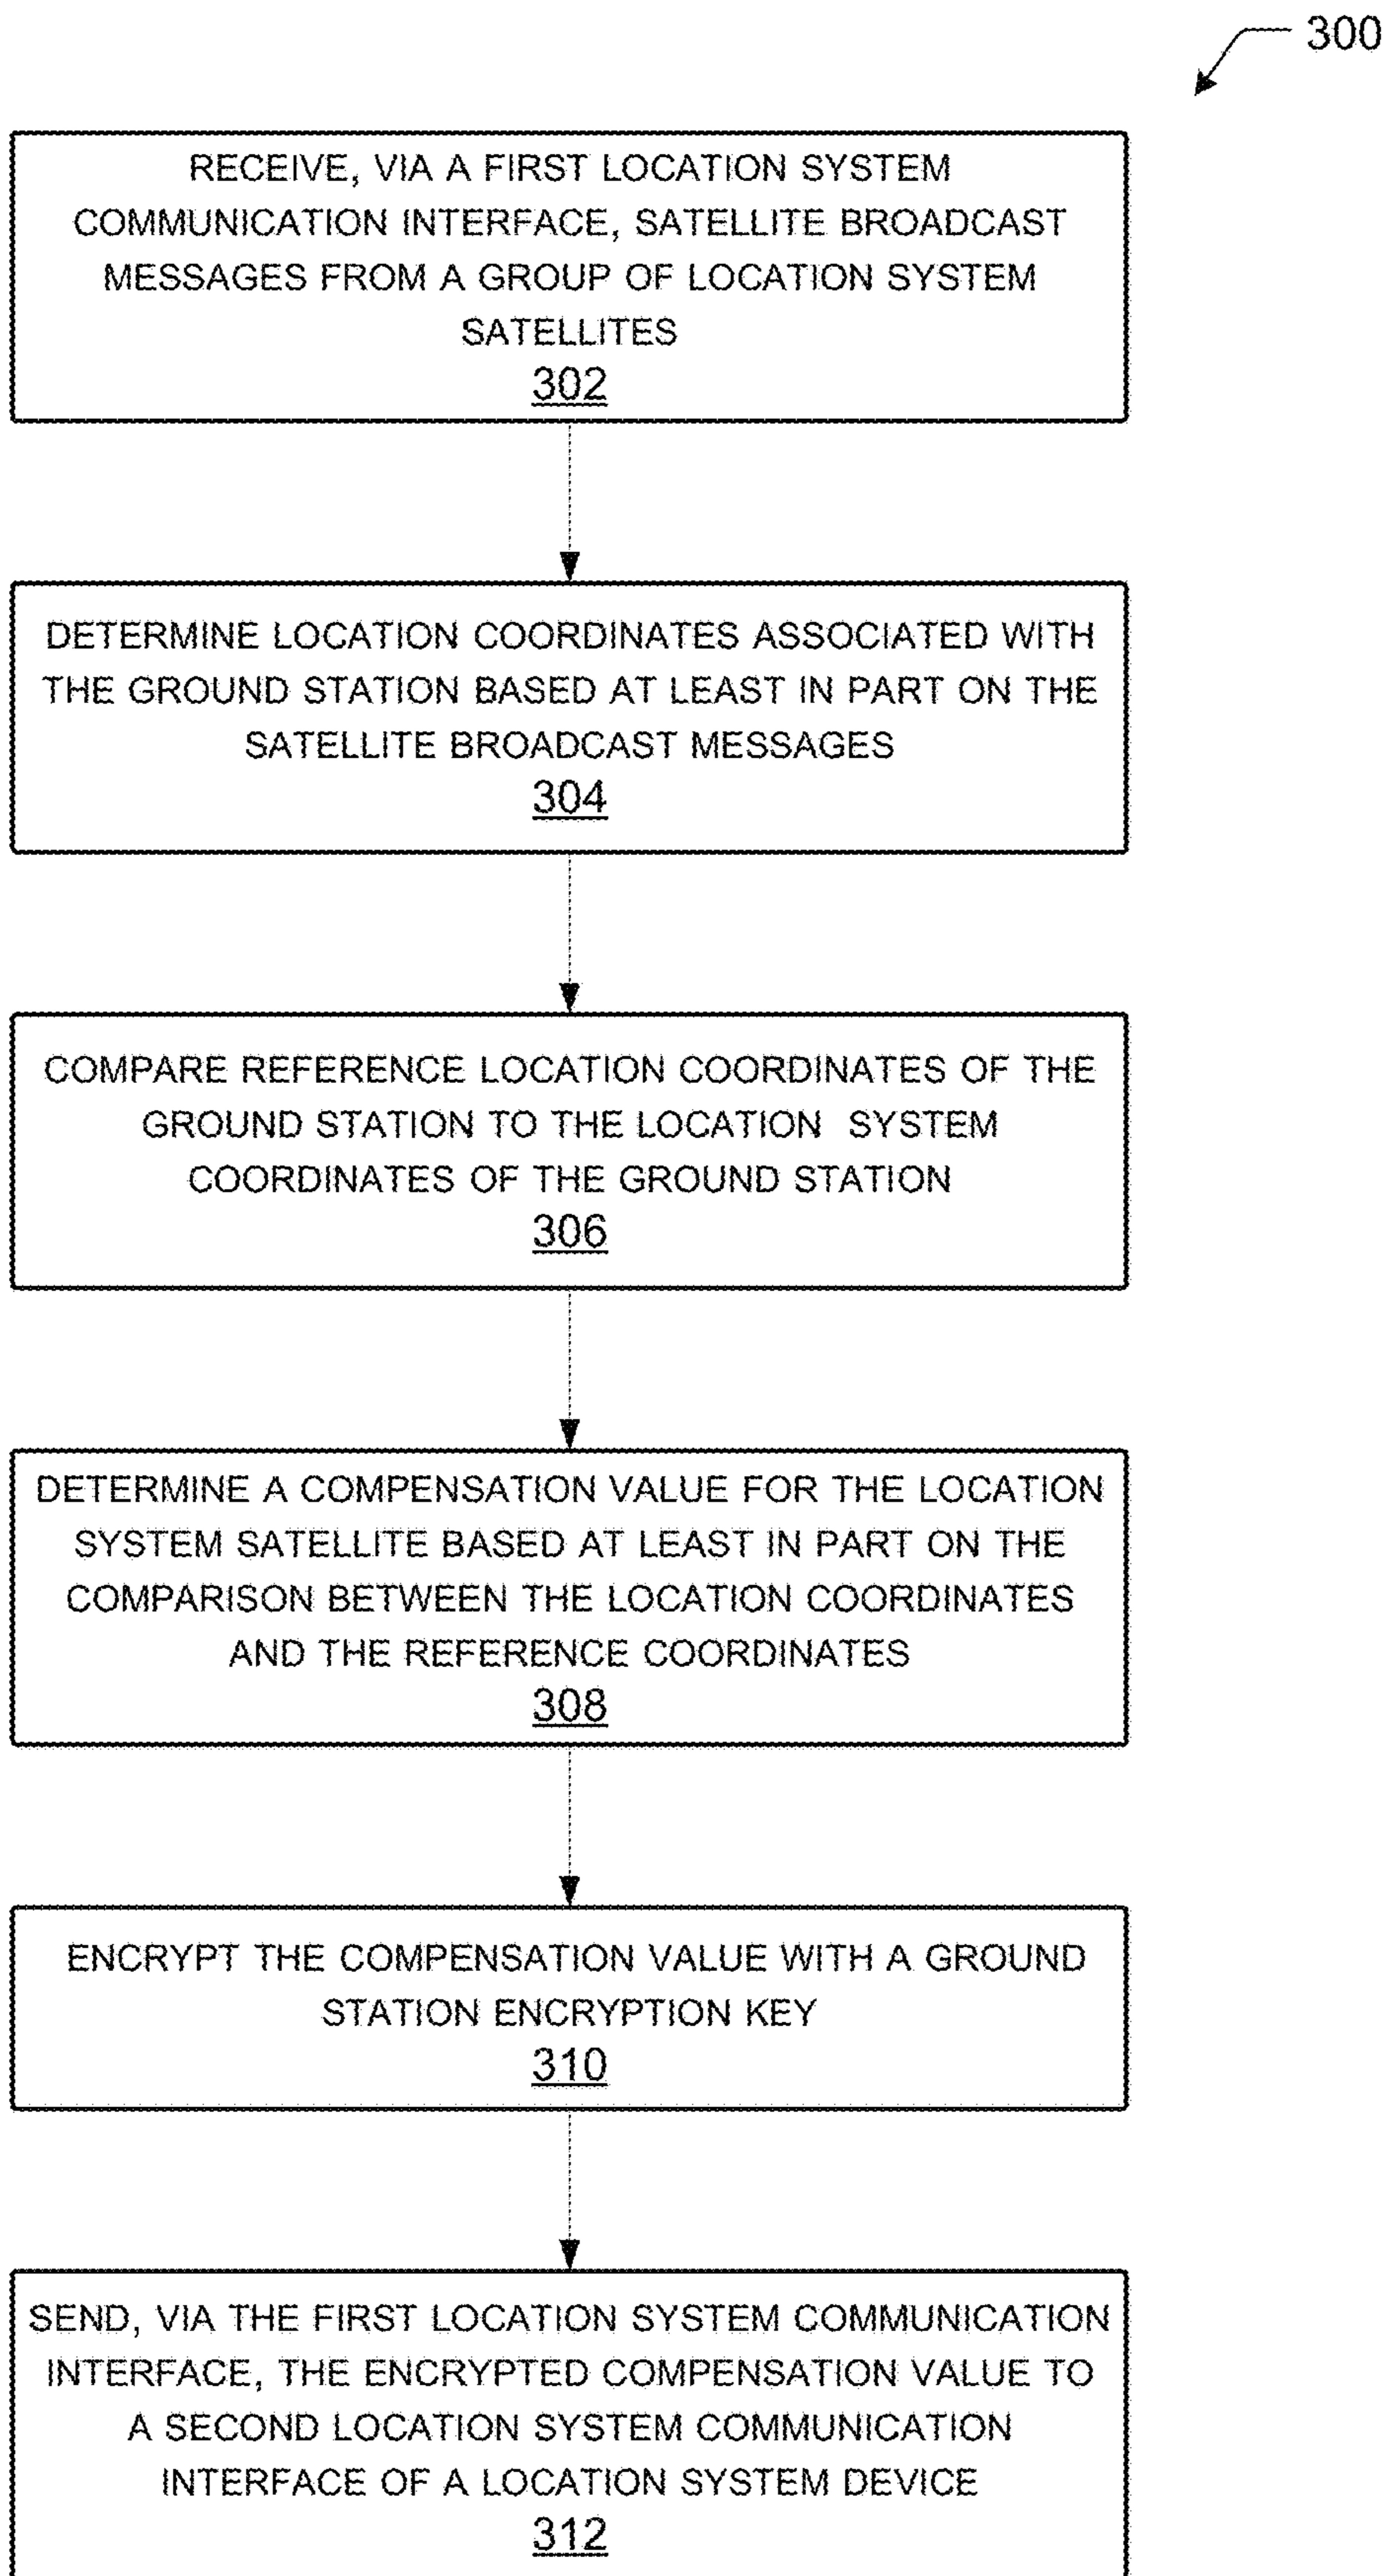 300
RECEIVE, VIA A FIRST LOCATION SYSTEM
COMMUNICATION INTERFACE, SATELLITE BROADCAST
MESSAGES FROM A GROUP OF LOCATION SYSTEM
SATELLITES
302
DETERMINE LOCATION COORDINATES ASSOCIATED WITH
THE GROUND STATION BASED AT LEAST IN PART ON THE
SATELLITE BROADCAST MESSAGES
304
COMPARE REFERENCE LOCATION COORDINATES OF THE
GROUND STATION TO THE LOCATION SYSTEM
COORDINATES OF THE GROUND STATION
306
DETERMINE A COMPENSATION VALUE FOR THE LOCATION
SYSTEM SATELLITE BASED AT LEAST IN PART ON THE
COMPARISON BETWEEN THE LOCATION COORDINATES
AND THE REFERENCE COORDINATES
308
ENCRYPT THE COMPENSATION VALUE WITH A GROUND
STATION ENCRYPTION KEY
310
SEND, VIA THE FIRST LOCATION SYSTEM COMMUNICATION
INTERFACE, THE ENCRYPTED COMPENSATION VALUE TO
A SECOND LOCATION SYSTEM COMMUNICATION
INTERFACE OF A LOCATION SYSTEM DEVICE
312